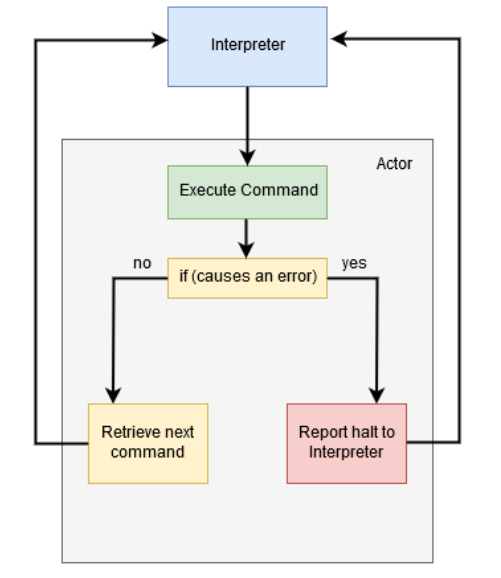 Interpreter
Actor
Execute Command
no
if (causes an error)
yes
Retrieve next
command
Report halt to
Interpreter